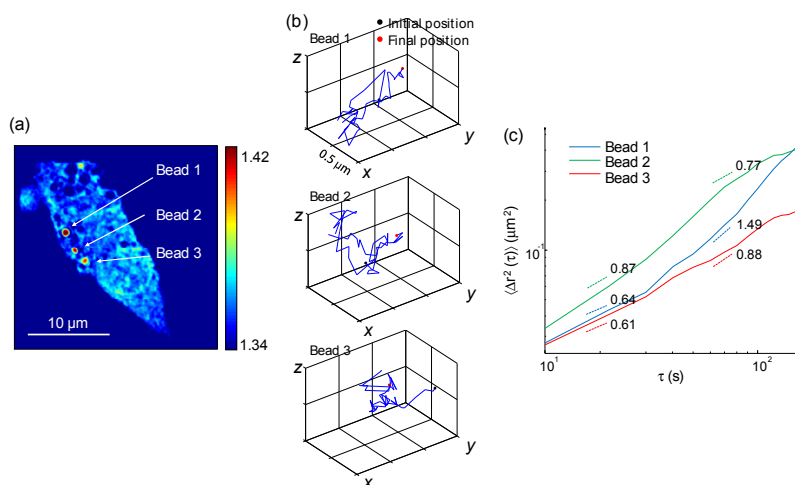 (a)
1.42
Bead 1
Bead 2
Bead 3
10 µm
1.34
(b)
Initial position
Final position
Bead 1
z
y
x
0.5 µm
Bead 2
z
y
x
Bead 3
z
y
x
(c)
Bead 1
Bead 2
Bead 3
0.77
1.49
0.88
0.87
0.64
0.61
⟨Δr² (τ)⟩ (µm²)
10⁻¹
10¹
10²
τ (s)